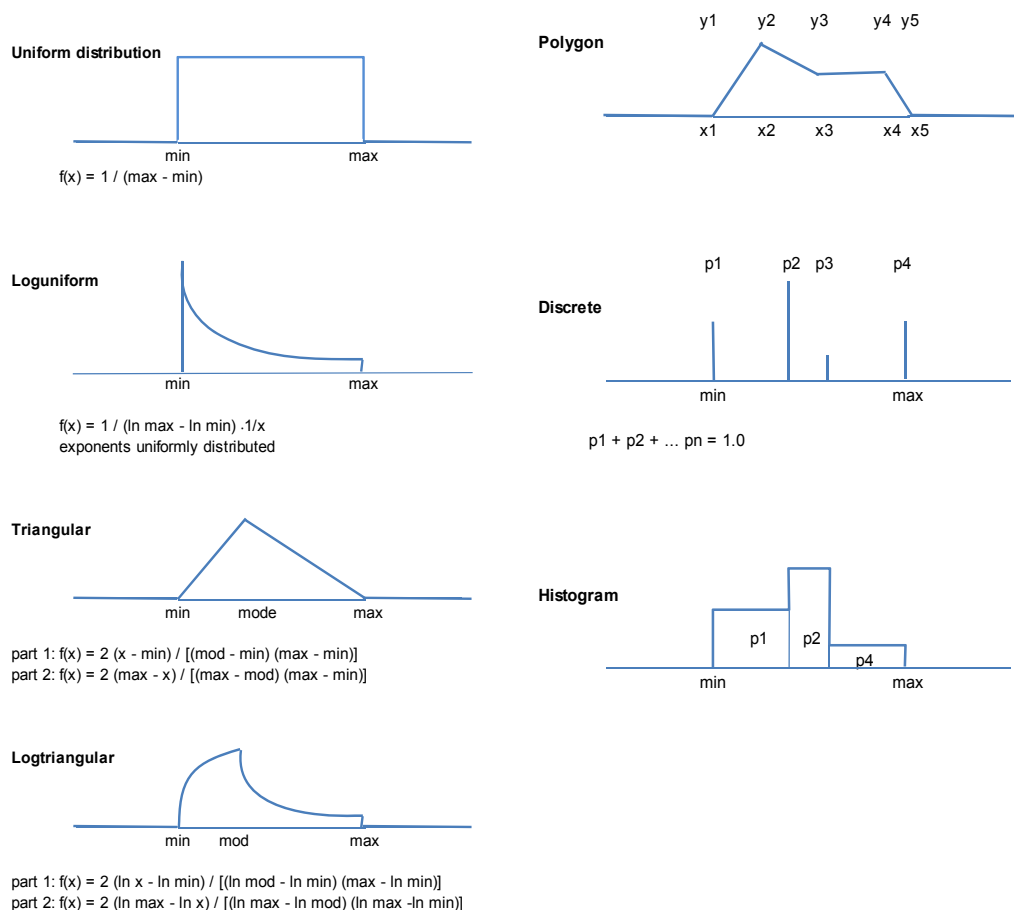 Uniform distribution
min max
f(x) = 1 / (max - min)
Loguniform
min max
f(x) = 1 / (ln max - ln min) ·1/x
exponents uniformly distributed
Triangular
min mode max
part 1: f(x) = 2 (x - min) / [(mod - min) (max - min)]
part 2: f(x) = 2 (max - x) / [(max - mod) (max - min)]
Logtriangular
min mod max
part 1: f(x) = 2 (ln x - ln min) / [(ln mod - ln min) (max - ln min)]
part 2: f(x) = 2 (ln max - ln x) / [(ln max - ln mod) (ln max -ln min)]
y1 y2 y3 y4 y5
Polygon
x1 x2 x3 x4 x5
p1 p2 p3 p4
Discrete
min max
p1 + p2 + ... pn = 1.0
Histogram
p1 p2
p4
min max